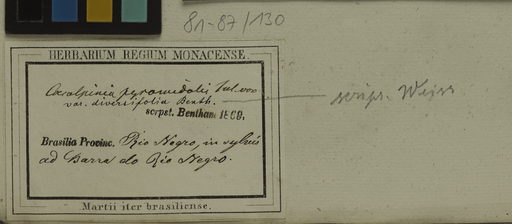 81-87/130
HERBARIUM REGIUM MONACENSE.
Caesalpinia pyramidalis Tul. var.
var. diversifolia Benth.
scrpst. Bentham 1869.
script. Weiss
Brasilia Provinc. Rio Negro, in sylvis
ad Barra do Rio Negro.
Martii iter brasiliense.